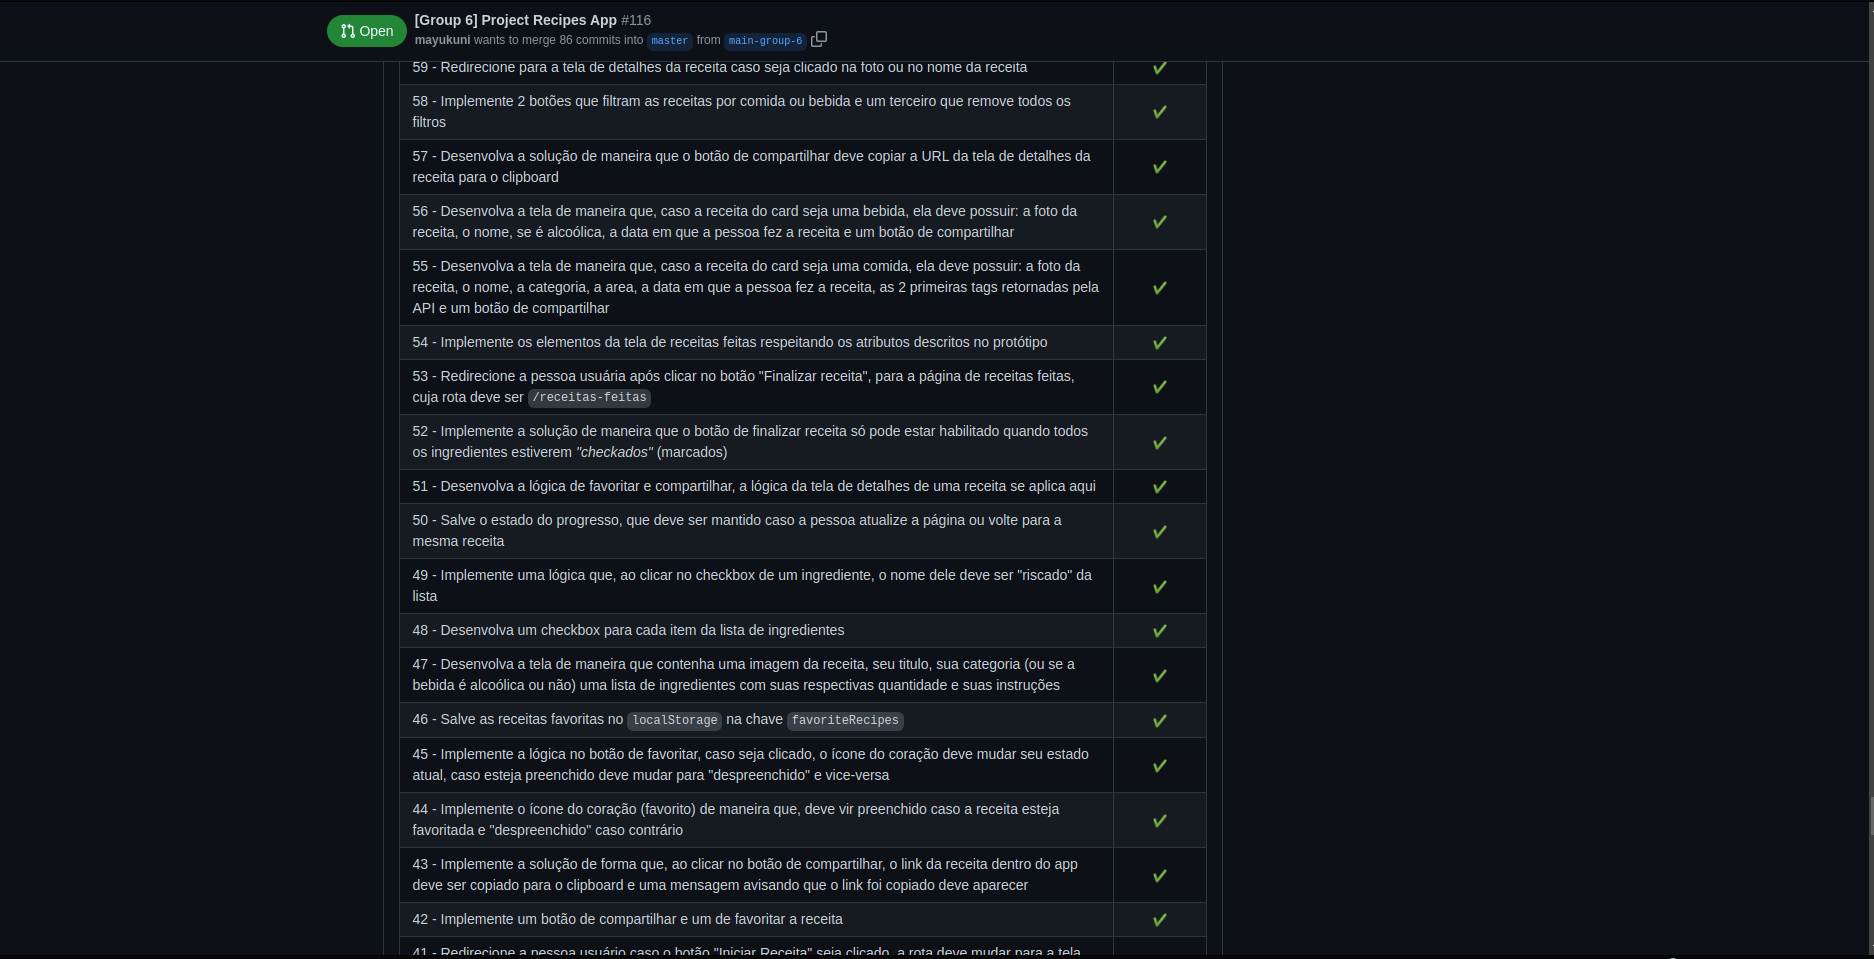 Open
[Group 6] Project Recipes App #116
mayukuni wants to merge 86 commits into master from main-group-6
59 - Redirecione para a tela de detalhes da receita caso seja clicado na foto ou no nome da receita
58 - Implemente 2 botões que filtram as receitas por comida ou bebida e um terceiro que remove todos os
filtros
57 - Desenvolva a solução de maneira que o botão de compartilhar deve copiar a URL da tela de detalhes da
receita para o clipboard
56 - Desenvolva a tela de maneira que, caso a receita do card seja uma bebida, ela deve possuir: a foto da
receita, o nome, se é alcoólica, a data em que a pessoa fez a receita e um botão de compartilhar
55 - Desenvolva a tela de maneira que, caso a receita do card seja uma comida, ela deve possuir: a foto da
receita, o nome, a categoria, a area, a data em que a pessoa fez a receita, as 2 primeiras tags retornadas pela
API e um botão de compartilhar
54 - Implemente os elementos da tela de receitas feitas respeitando os atributos descritos no protótipo
53 - Redirecione a pessoa usuária após clicar no botão "Finalizar receita", para a página de receitas feitas,
cuja rota deve ser /receitas-feitas
52 - Implemente a solução de maneira que o botão de finalizar receita só pode estar habilitado quando todos
os ingredientes estiverem "checkados" (marcados)
51 - Desenvolva a lógica de favoritar e compartilhar, a lógica da tela de detalhes de uma receita se aplica aqui
50 - Salve o estado do progresso, que deve ser mantido caso a pessoa atualize a página ou volte para a
mesma receita
49 - Implemente uma lógica que, ao clicar no checkbox de um ingrediente, o nome dele deve ser "riscado" da
lista
48 - Desenvolva um checkbox para cada item da lista de ingredientes
47 - Desenvolva a tela de maneira que contenha uma imagem da receita, seu titulo, sua categoria (ou se a
bebida é alcoólica ou não) uma lista de ingredientes com suas respectivas quantidade e suas instruções
46 - Salve as receitas favoritas no localStorage na chave favoriteRecipes
45 - Implemente a lógica no botão de favoritar, caso seja clicado, o ícone do coração deve mudar seu estado
atual, caso esteja preenchido deve mudar para "despreenchido" e vice-versa
44 - Implemente o ícone do coração (favorito) de maneira que, deve vir preenchido caso a receita esteja
favoritada e "despreenchido" caso contrário
43 - Implemente a solução de forma que, ao clicar no botão de compartilhar, o link da receita dentro do app
deve ser copiado para o clipboard e uma mensagem avisando que o link foi copiado deve aparecer
42 - Implemente um botão de compartilhar e um de favoritar a receita
41 - Redirecione a pessoa usuário caso o botão "Iniciar Receita" seja clicado, a rota deve mudar para a tela